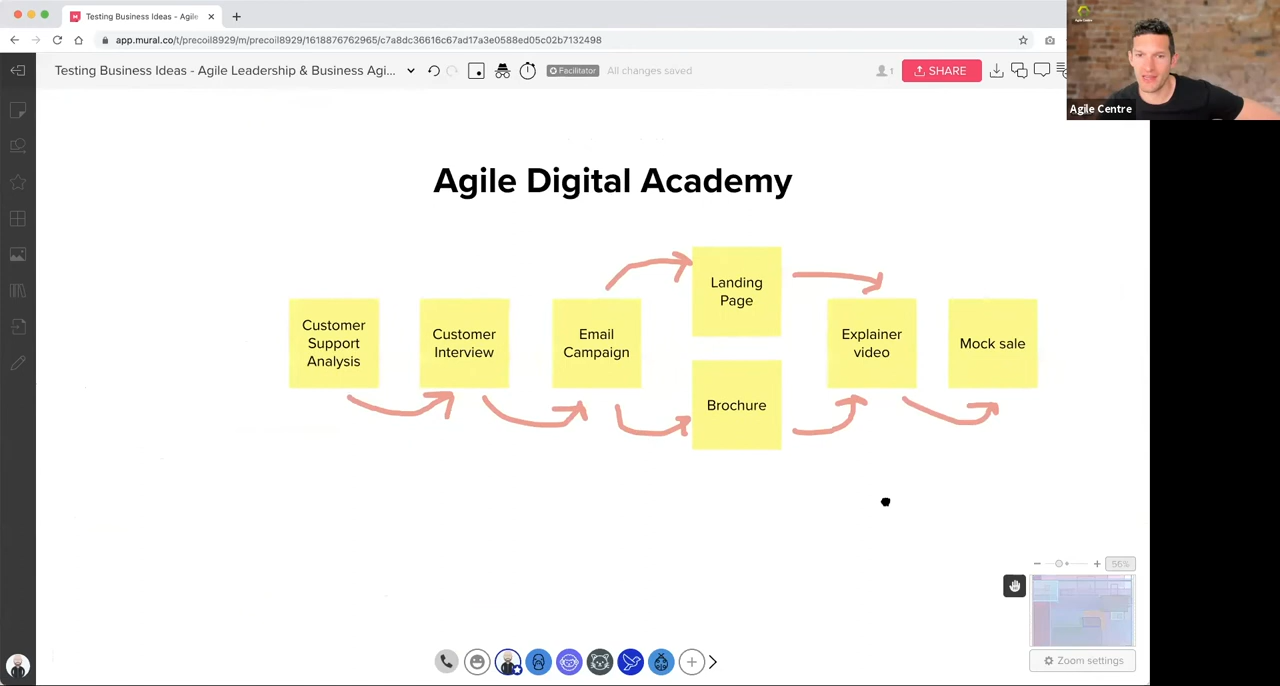 Testing Business Ideas - Agile
app.mural.co/t/precoil8929/m/precoil8929/1618876762965/c7a8dc36616c67ad17a3e0588ed05c02b7132498
Testing Business Ideas - Agile Leadership & Business Agi...
Facilitator
All changes saved
1
SHARE
Agile Centre
Agile Digital Academy
Customer
Support
Analysis
Customer
Interview
Email
Campaign
Landing
Page
Brochure
Explainer
video
Mock sale
56%
Zoom settings